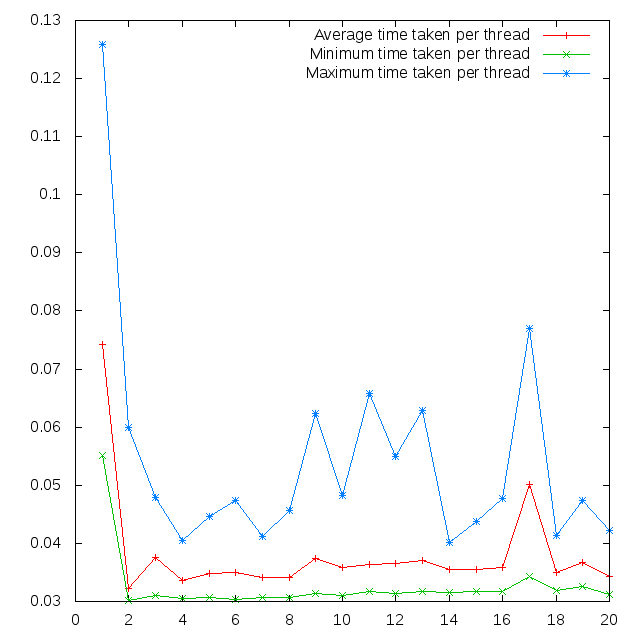 0.13
Average time taken per thread
Minimum time taken per thread
Maximum time taken per thread
0.12
0.11
0.1
0.09
0.08
0.07
0.06
0.05
0.04
0.03
0 2 4 6 8 10 12 14 16 18 20